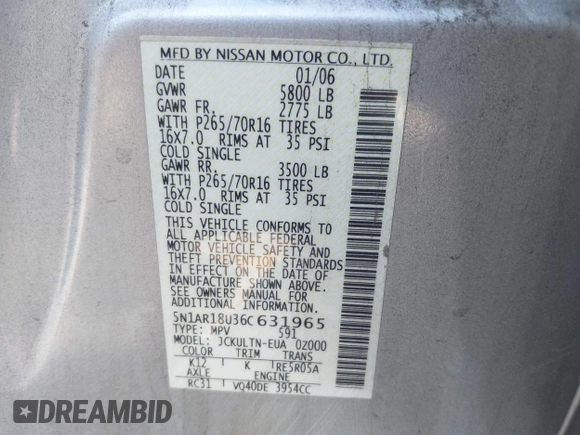 MFD BY NISSAN MOTOR CO., LTD.
DATE 01/06
GVWR 5800 LB
GAWR FR. 2775 LB
WITH P265/70R16 TIRES
16X7.0 RIMS AT 35 PSI
COLD SINGLE
GAWR RR. 3500 LB
WITH P265/70R16 TIRES
16X7.0 RIMS AT 35 PSI
COLD SINGLE
THIS VEHICLE CONFORMS TO
ALL APPLICABLE FEDERAL
MOTOR VEHICLE SAFETY AND
THEFT PREVENTION STANDARDS
IN EFFECT ON THE DATE OF
MANUFACTURE SHOWN ABOVE.
SEE OWNERS MANUAL FOR
ADDITIONAL INFORMATION.
5N1AR18U36C631965
TYPE: MPV 591
MODEL: JCKULTN-EUA 02000
COLOR TRIM TRANS
K12 K RE5R05A
AXLE ENGINE
RC31 VQ40DE 3954CC
DREAMBID